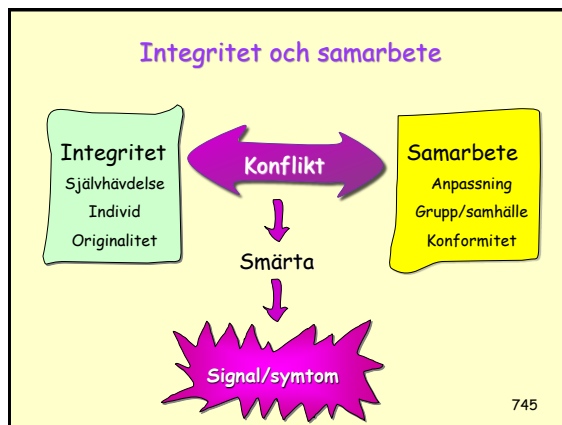 Integritet och samarbete
Integritet
Självhävdelse
Individ
Originalitet
Konflikt
Samarbete
Anpassning
Grupp/samhälle
Konformitet
Smärta
Signal/symtom
745